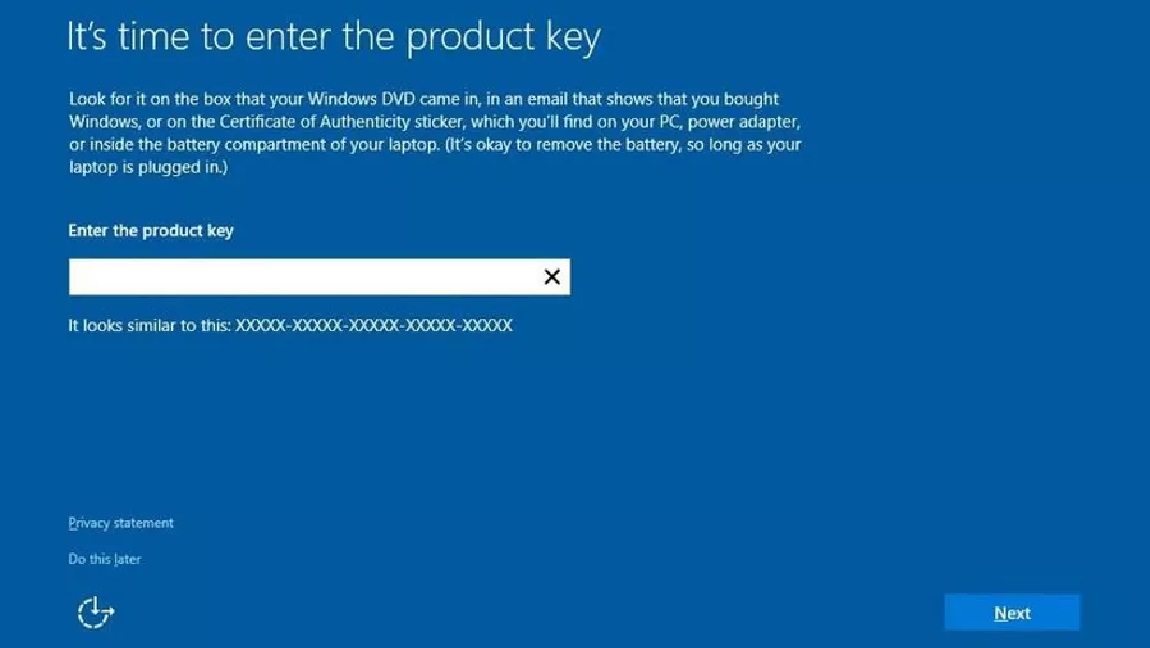 It's time to enter the product key
Look for it on the box that your Windows DVD came in, in an email that shows that you bought
Windows, or on the Certificate of Authenticity sticker, which you'll find on your PC, power adapter,
or inside the battery compartment of your laptop. (It's okay to remove the battery, so long as your
laptop is plugged in.)
Enter the product key
It looks similar to this: XXXXX-XXXXX-XXXXX-XXXXX-XXXXX
Privacy statement
Do this later
Next